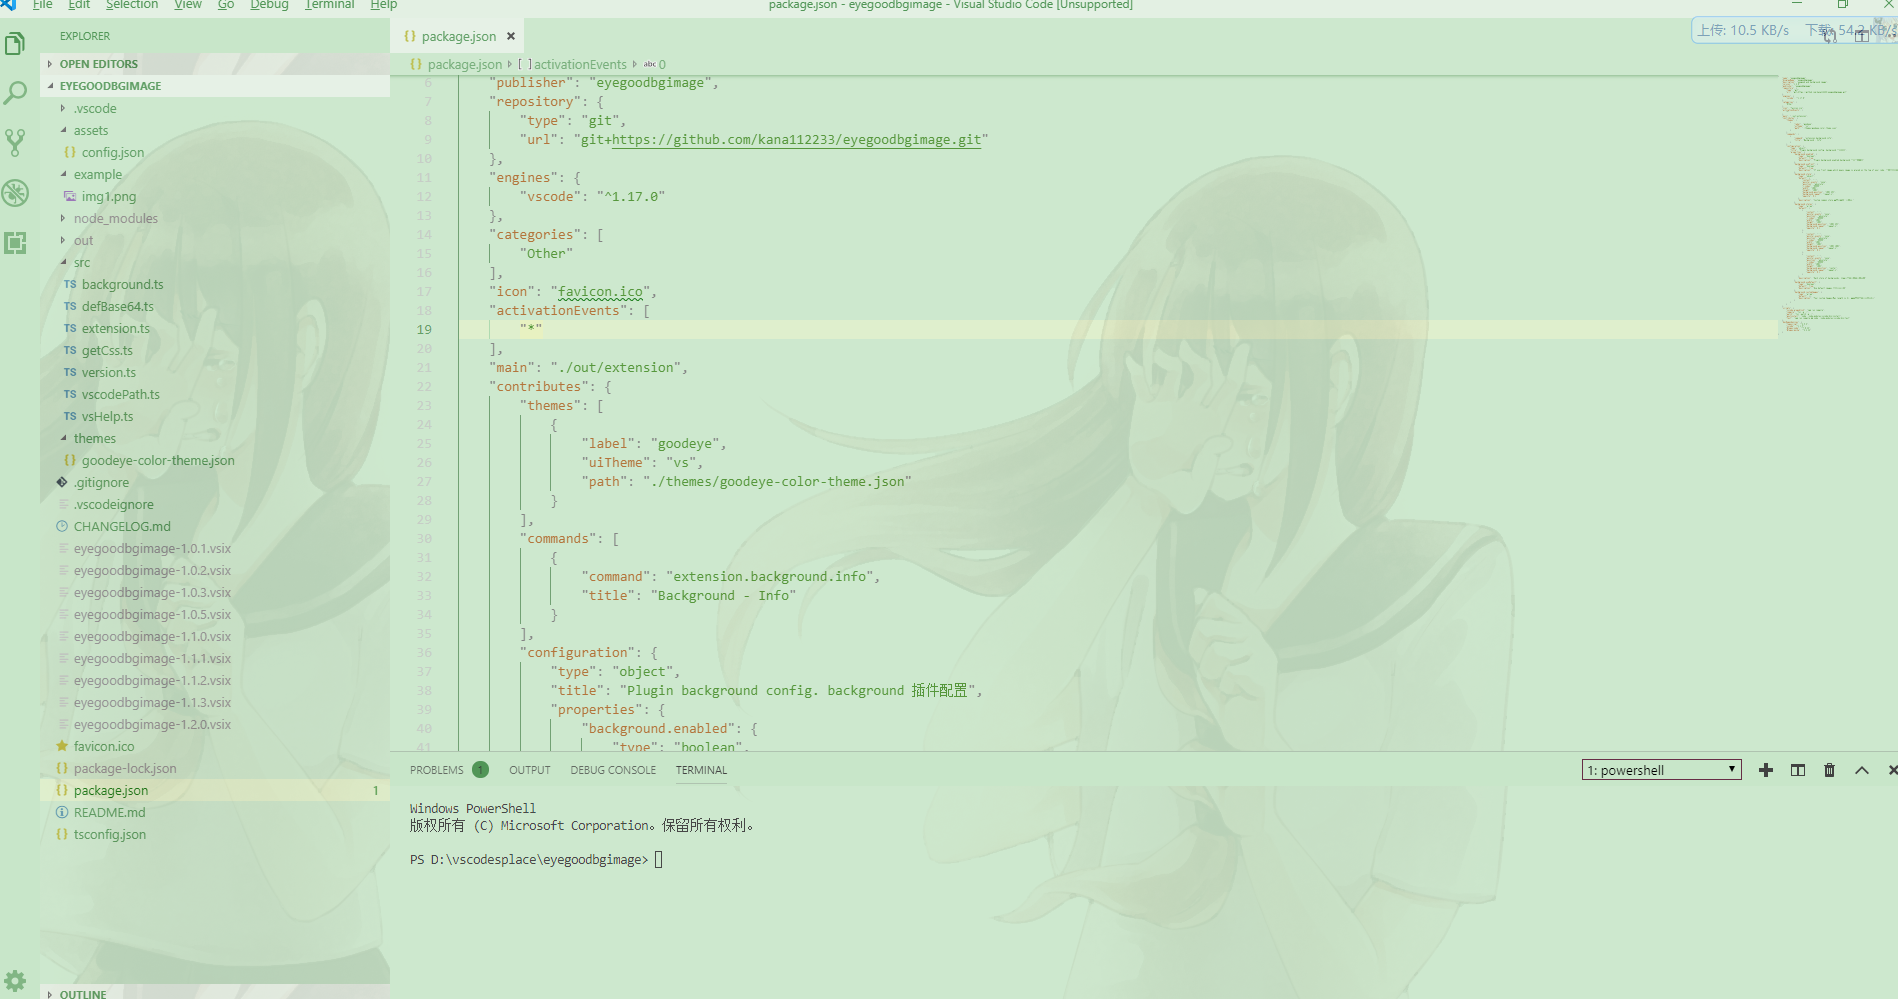 File Edit Selection View Go Debug Terminal Help
package.json - eyegoodbgimage - Visual Studio Code [Unsupported]
上传: 10.5 KB/s
EXPLORER
OPEN EDITORS
EYEGOODBGIMAGE
.vscode
assets
{} config.json
example
img1.png
node_modules
out
src
TS background.ts
TS defBase64.ts
TS extension.ts
TS getCss.ts
TS version.ts
TS vscodePath.ts
TS vsHelp.ts
themes
{} goodeye-color-theme.json
.gitignore
.vscodeignore
CHANGELOG.md
eyegoodbgimage-1.0.1.vsix
eyegoodbgimage-1.0.2.vsix
eyegoodbgimage-1.0.3.vsix
eyegoodbgimage-1.0.5.vsix
eyegoodbgimage-1.1.0.vsix
eyegoodbgimage-1.1.1.vsix
eyegoodbgimage-1.1.2.vsix
eyegoodbgimage-1.1.3.vsix
eyegoodbgimage-1.2.0.vsix
favicon.ico
{} package-lock.json
{} package.json 1
README.md
{} tsconfig.json
OUTLINE
{} package.json ×
{} package.json [ ] activationEvents abc 0
6 "publisher": "eyegoodbgimage",
7 "repository": {
8 "type": "git",
9 "url": "git+https://github.com/kana112233/eyegoodbgimage.git"
10 },
11 "engines": {
12 "vscode": "^1.17.0"
13 },
14 "categories": [
15 "Other"
16 ],
17 "icon": "favicon.ico",
18 "activationEvents": [
19 "*"
20 ],
21 "main": "./out/extension",
22 "contributes": {
23 "themes": [
24 {
25 "label": "goodeye",
26 "uiTheme": "vs",
27 "path": "./themes/goodeye-color-theme.json"
28 }
29 ],
30 "commands": [
31 {
32 "command": "extension.background.info",
33 "title": "Background - Info"
34 }
35 ],
36 "configuration": {
37 "type": "object",
38 "title": "Plugin background config. background 插件配置",
39 "properties": {
40 "background.enabled": {
41 "type": "boolean",
PROBLEMS 1 OUTPUT DEBUG CONSOLE TERMINAL
1: powershell
Windows PowerShell
版权所有 (C) Microsoft Corporation。保留所有权利。
PS D:\vscodesplace\eyegoodbgimage>